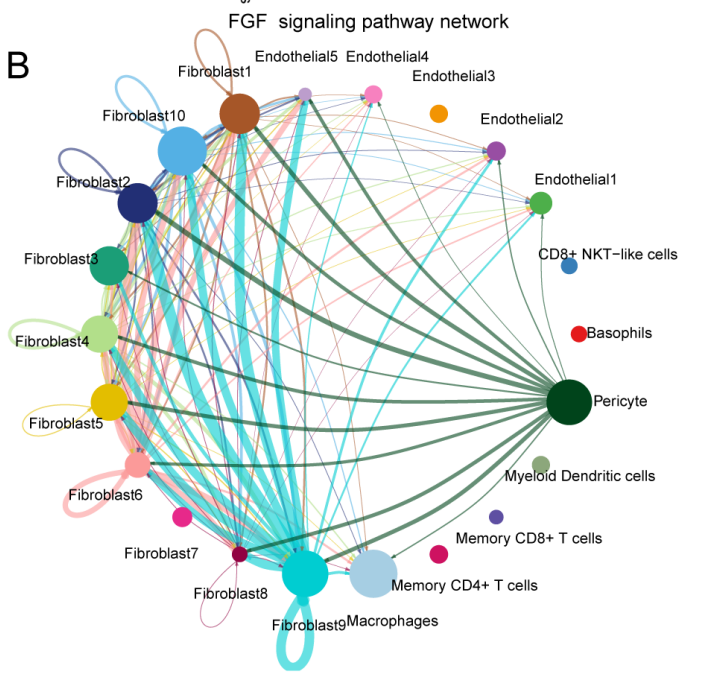 FGF signaling pathway network
B
Endothelial5 Endothelial4
Fibroblast1
Endothelial3
Fibroblast10
Endothelial2
Fibroblast2
Endothelial1
Fibroblast3
CD8+ NKT−like cells
Fibroblast4
Basophils
Pericyte
Fibroblast5
Myeloid Dendritic cells
Fibroblast6
Memory CD8+ T cells
Fibroblast7
Memory CD4+ T cells
Fibroblast8
Fibroblast9
Macrophages